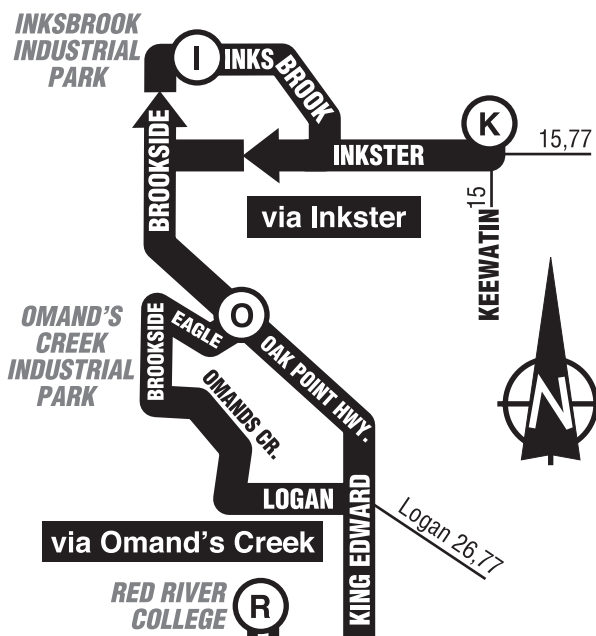 INKSBROOK
INDUSTRIAL
PARK
I
INKS
BROOK
K
BROOKSIDE
INKSTER
15,77
via Inkster
15
KEEWATIN
OMAND'S
CREEK
INDUSTRIAL
PARK
BROOKSIDE
EAGLE
O
OAK POINT HWY.
N
OMANDS CR.
LOGAN
KING EDWARD
Logan 26,77
via Omand's Creek
RED RIVER
COLLEGE
R